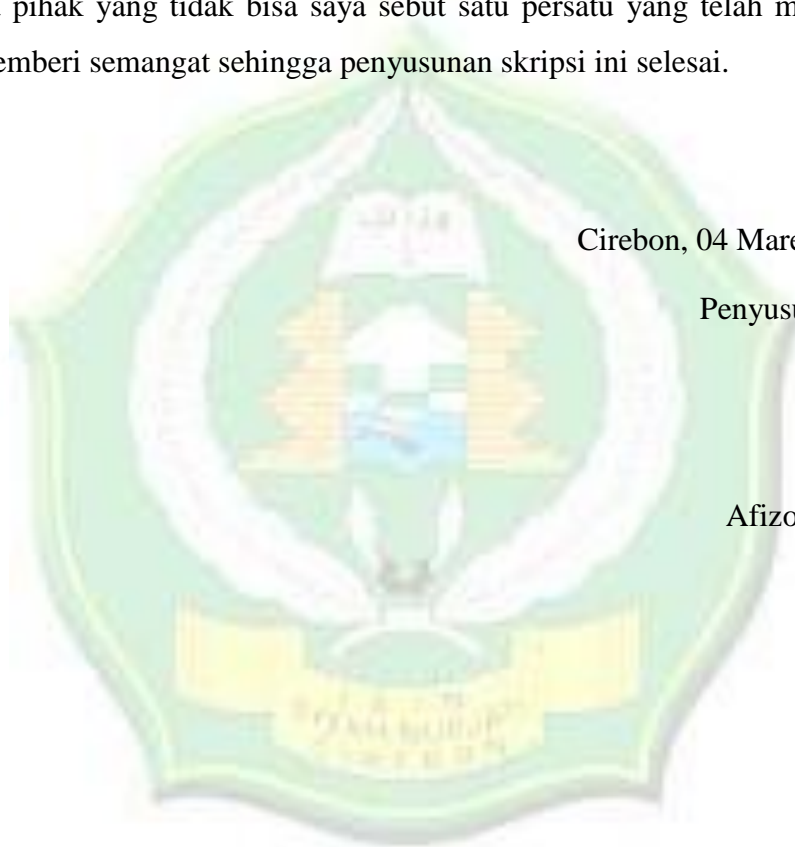 pihak yang tidak bisa saya sebut satu persatu yang telah m
emberi semangat sehingga penyusunan skripsi ini selesai.
Cirebon, 04 Mare
Penyusu
Afizo
I A I N
CIREBON